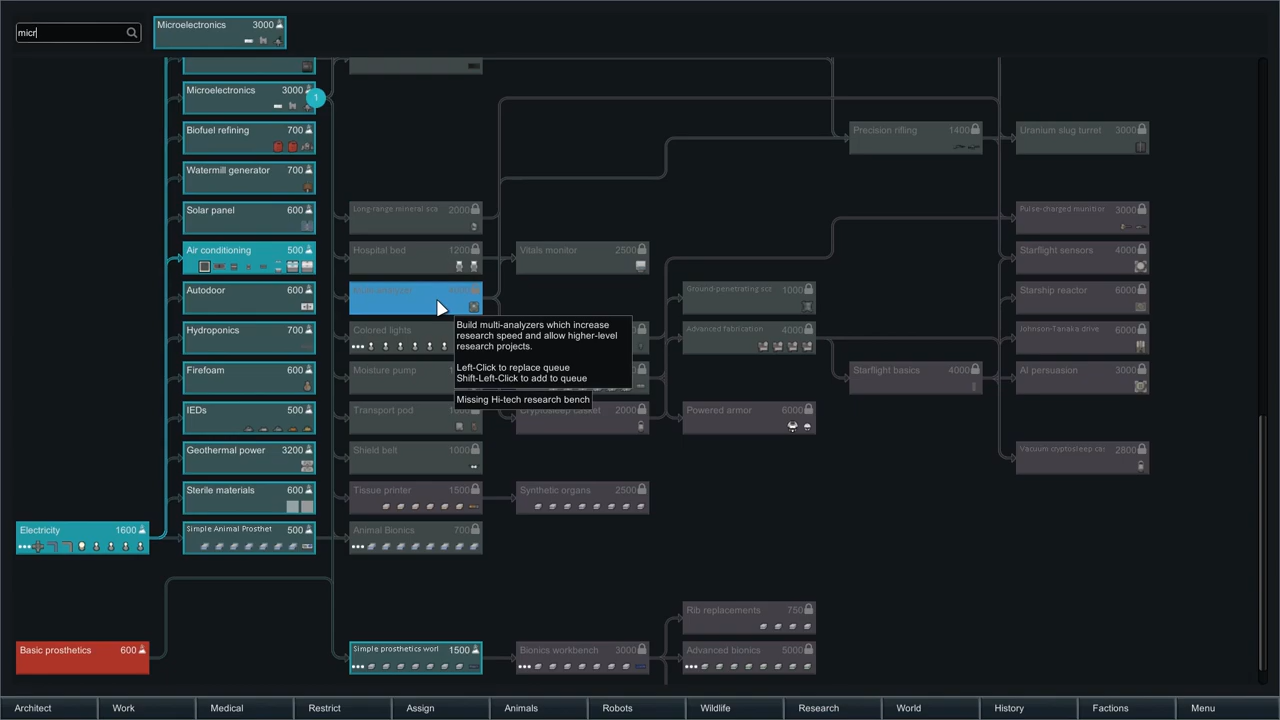 micr
Microelectronics 3000
Microelectronics 3000
1
Biofuel refining 700
Precision rifling 1400
Uranium slug turret 3000
Watermill generator 700
Solar panel 600
Long-range mineral sca 2000
Pulse-charged munition 3000
Air conditioning 500
Hospital bed 1200
Vitals monitor 2500
Starflight sensors 4000
Autodoor 600
Ground-penetrating sca 1000
Starship reactor 6000
Build multi-analyzers which increase
research speed and allow higher-level
research projects.
Left-Click to replace queue
Shift-Left-Click to add to queue
Missing Hi-tech research bench
Hydroponics 700
Colored lights
Advanced fabrication 4000
Johnson-Tanaka drive 6000
Firefoam 600
Moisture pump
Starflight basics 4000
AI persuasion 3000
IEDs 500
Transport pod
Cryptosleep casket 2000
Powered armor 6000
Geothermal power 3200
Shield belt 1000
Vacuum cryptosleep cas 2800
Sterile materials 600
Tissue printer 1500
Synthetic organs 2500
Electricity 1600
Simple Animal Prosthet 500
Animal Bionics 700
Rib replacements 750
Basic prosthetics 600
Simple prosthetics worl 1500
Bionics workbench 3000
Advanced bionics 5000
Architect Work Medical Restrict Assign Animals Robots Wildlife Research World History Factions Menu